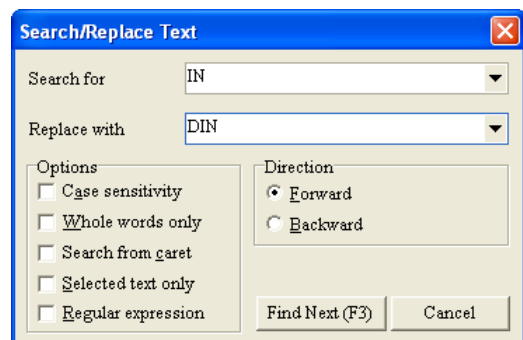 Search/Replace Text
Search for
IN
Replace with
DIN
Options
Case sensitivity
Whole words only
Search from caret
Selected text only
Regular expression
Direction
Forward
Backward
Find Next (F3)
Cancel